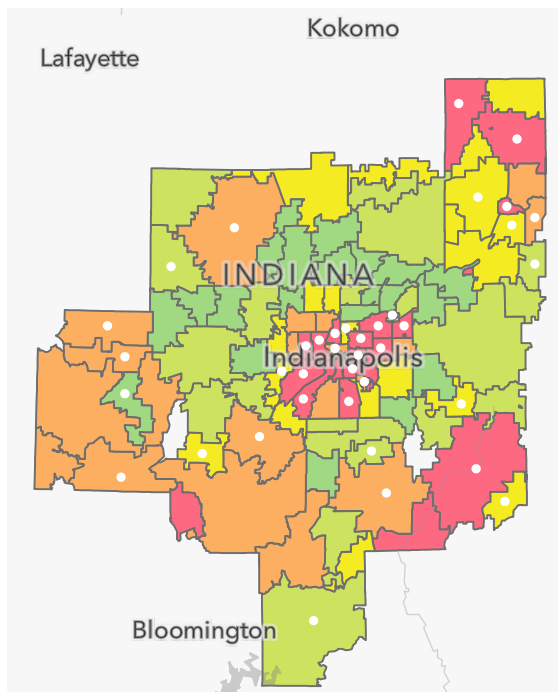 Kokomo
Lafayette
INDIANA
Indianapolis
Bloomington